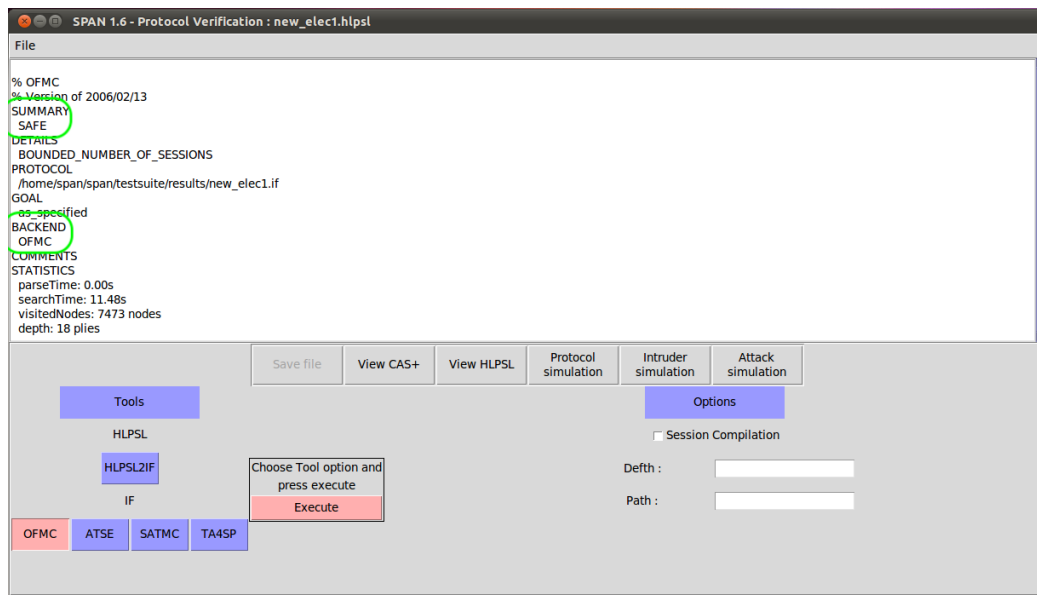 SPAN 1.6 - Protocol Verification : new_elec1.hlpsl
File
% OFMC
% Version of 2006/02/13
SUMMARY
SAFE
DETAILS
BOUNDED_NUMBER_OF_SESSIONS
PROTOCOL
/home/span/span/testsuite/results/new_elec1.if
GOAL
as_specified
BACKEND
OFMC
COMMENTS
STATISTICS
parseTime: 0.00s
searchTime: 11.48s
visitedNodes: 7473 nodes
depth: 18 plies
Save file
View CAS+
View HLPSL
Protocol
simulation
Intruder
simulation
Attack
simulation
Tools
Options
HLPSL
Session Compilation
HLPSL2IF
Choose Tool option and
press execute
Execute
Defth :
IF
Path :
OFMC
ATSE
SATMC
TA4SP